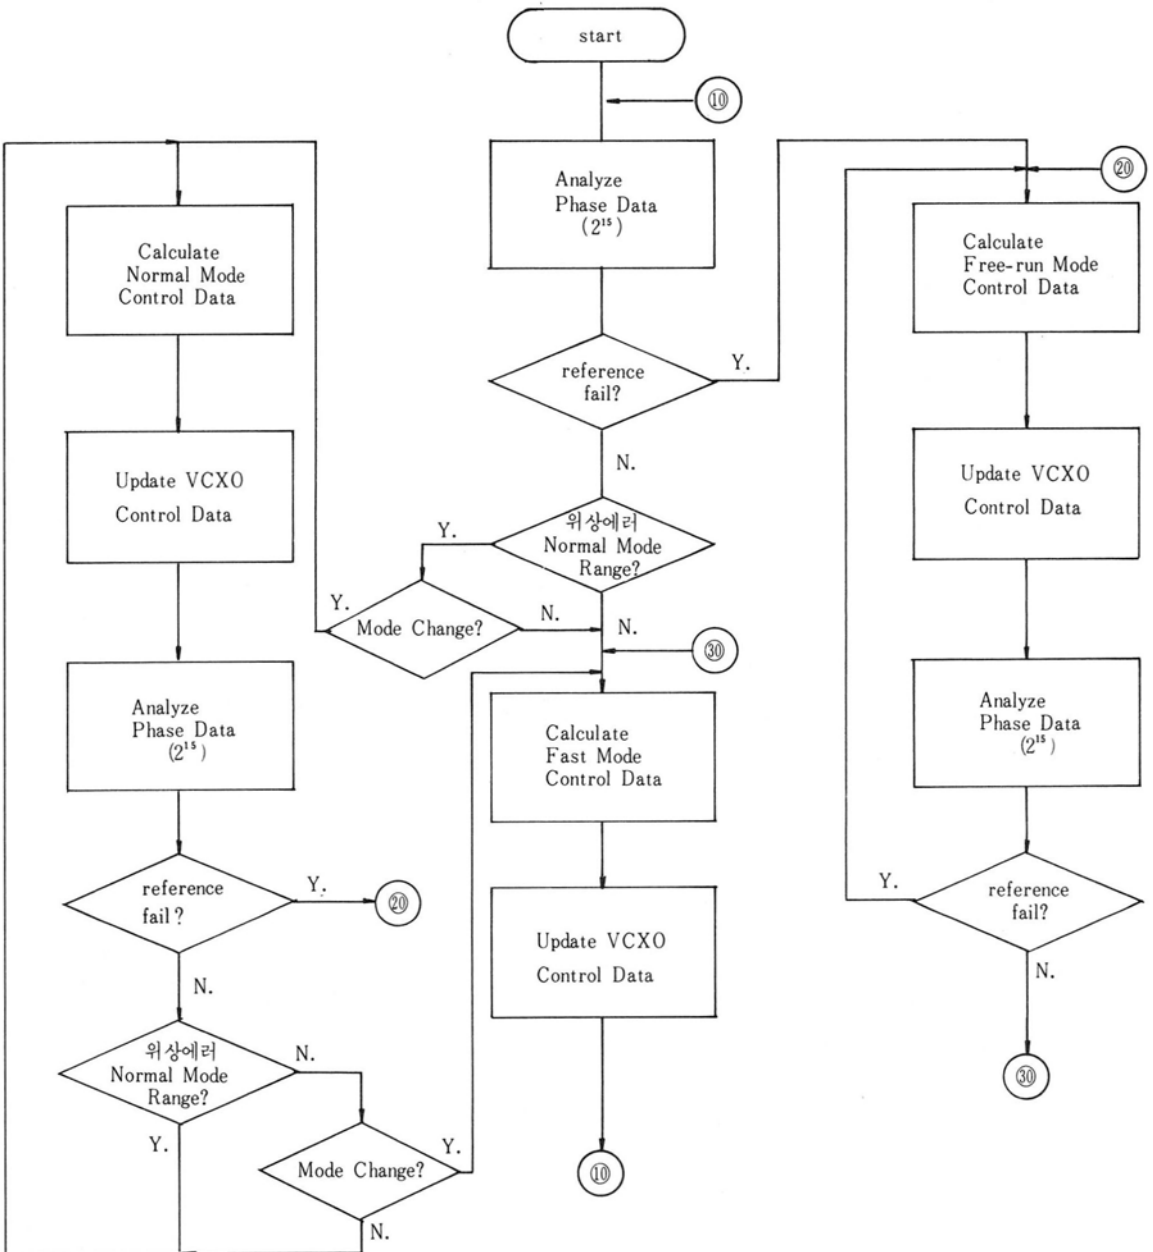 start
⑩
Analyze
Phase Data
(2¹⁵)
reference
fail?
Y.
N.
위상에러
Normal Mode
Range?
Y.
N.
Mode Change?
Y.
N.
㉚
Calculate
Fast Mode
Control Data
Update VCXO
Control Data
⑩
Calculate
Normal Mode
Control Data
Update VCXO
Control Data
Analyze
Phase Data
(2¹⁵)
reference
fail?
Y.
⑳
N.
위상에러
Normal Mode
Range?
N.
Y.
Mode Change?
Y.
N.
⑳
Calculate
Free-run Mode
Control Data
Update VCXO
Control Data
Analyze
Phase Data
(2¹⁵)
Y.
reference
fail?
N.
㉚